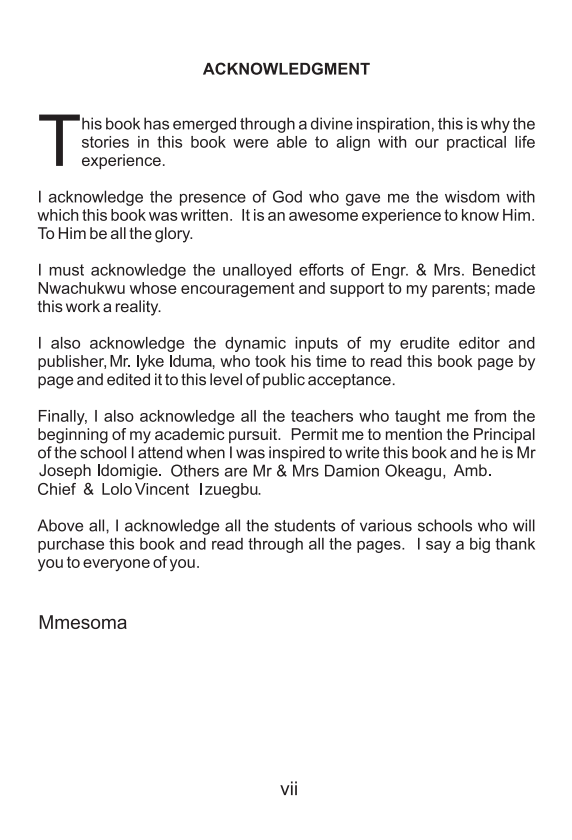 ACKNOWLEDGMENT
This book has emerged through a divine inspiration, this is why the
stories in this book were able to align with our practical life
experience.
I acknowledge the presence of God who gave me the wisdom with
which this book was written. It is an awesome experience to know Him.
To Him be all the glory.
I must acknowledge the unalloyed efforts of Engr. & Mrs. Benedict
Nwachukwu whose encouragement and support to my parents; made
this work a reality.
I also acknowledge the dynamic inputs of my erudite editor and
publisher, Mr. Iyke Iduma, who took his time to read this book page by
page and edited it to this level of public acceptance.
Finally, I also acknowledge all the teachers who taught me from the
beginning of my academic pursuit. Permit me to mention the Principal
of the school I attend when I was inspired to write this book and he is Mr
Joseph Idomigie. Others are Mr & Mrs Damion Okeagu, Amb.
Chief & Lolo Vincent Izuegbu.
Above all, I acknowledge all the students of various schools who will
purchase this book and read through all the pages. I say a big thank
you to everyone of you.
Mmesoma
vii